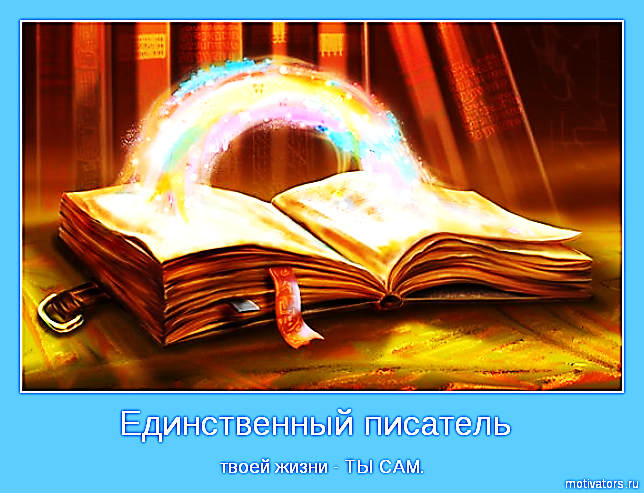 Единственный писатель
твоей жизни - ТЫ САМ.
motivators.ru